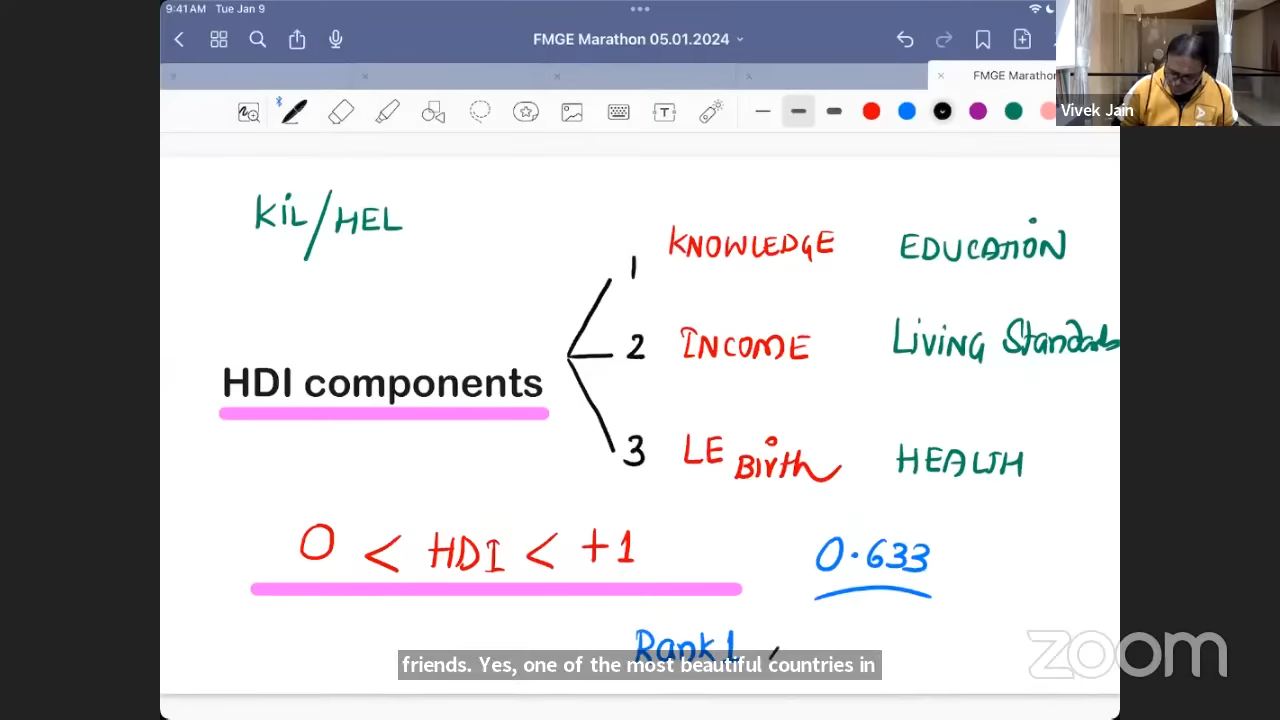 9:41 AM Tue Jan 9
FMGE Marathon 05.01.2024
FMGE Marathon
Vivek Jain
KIL/HEL
1 KNOWLEDGE EDUCATION
2 INCOME Living Standards
HDI components
3 LE Birth HEALTH
0 < HDI < +1 0.633
Rank 1
friends. Yes, one of the most beautiful countries in
zoom